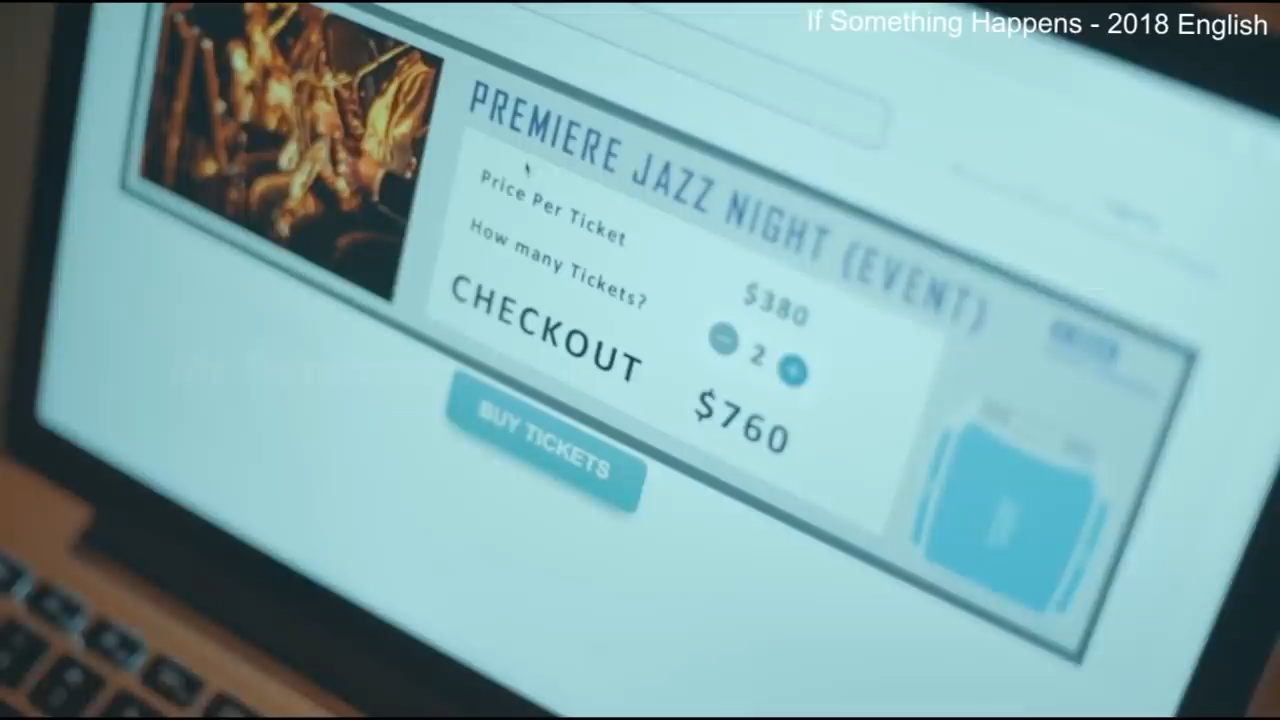 If Something Happens - 2018 English
PREMIERE JAZZ NIGHT (EVENT)
Price Per Ticket
$380
How many Tickets?
2
CHECKOUT
$760
BUY TICKETS